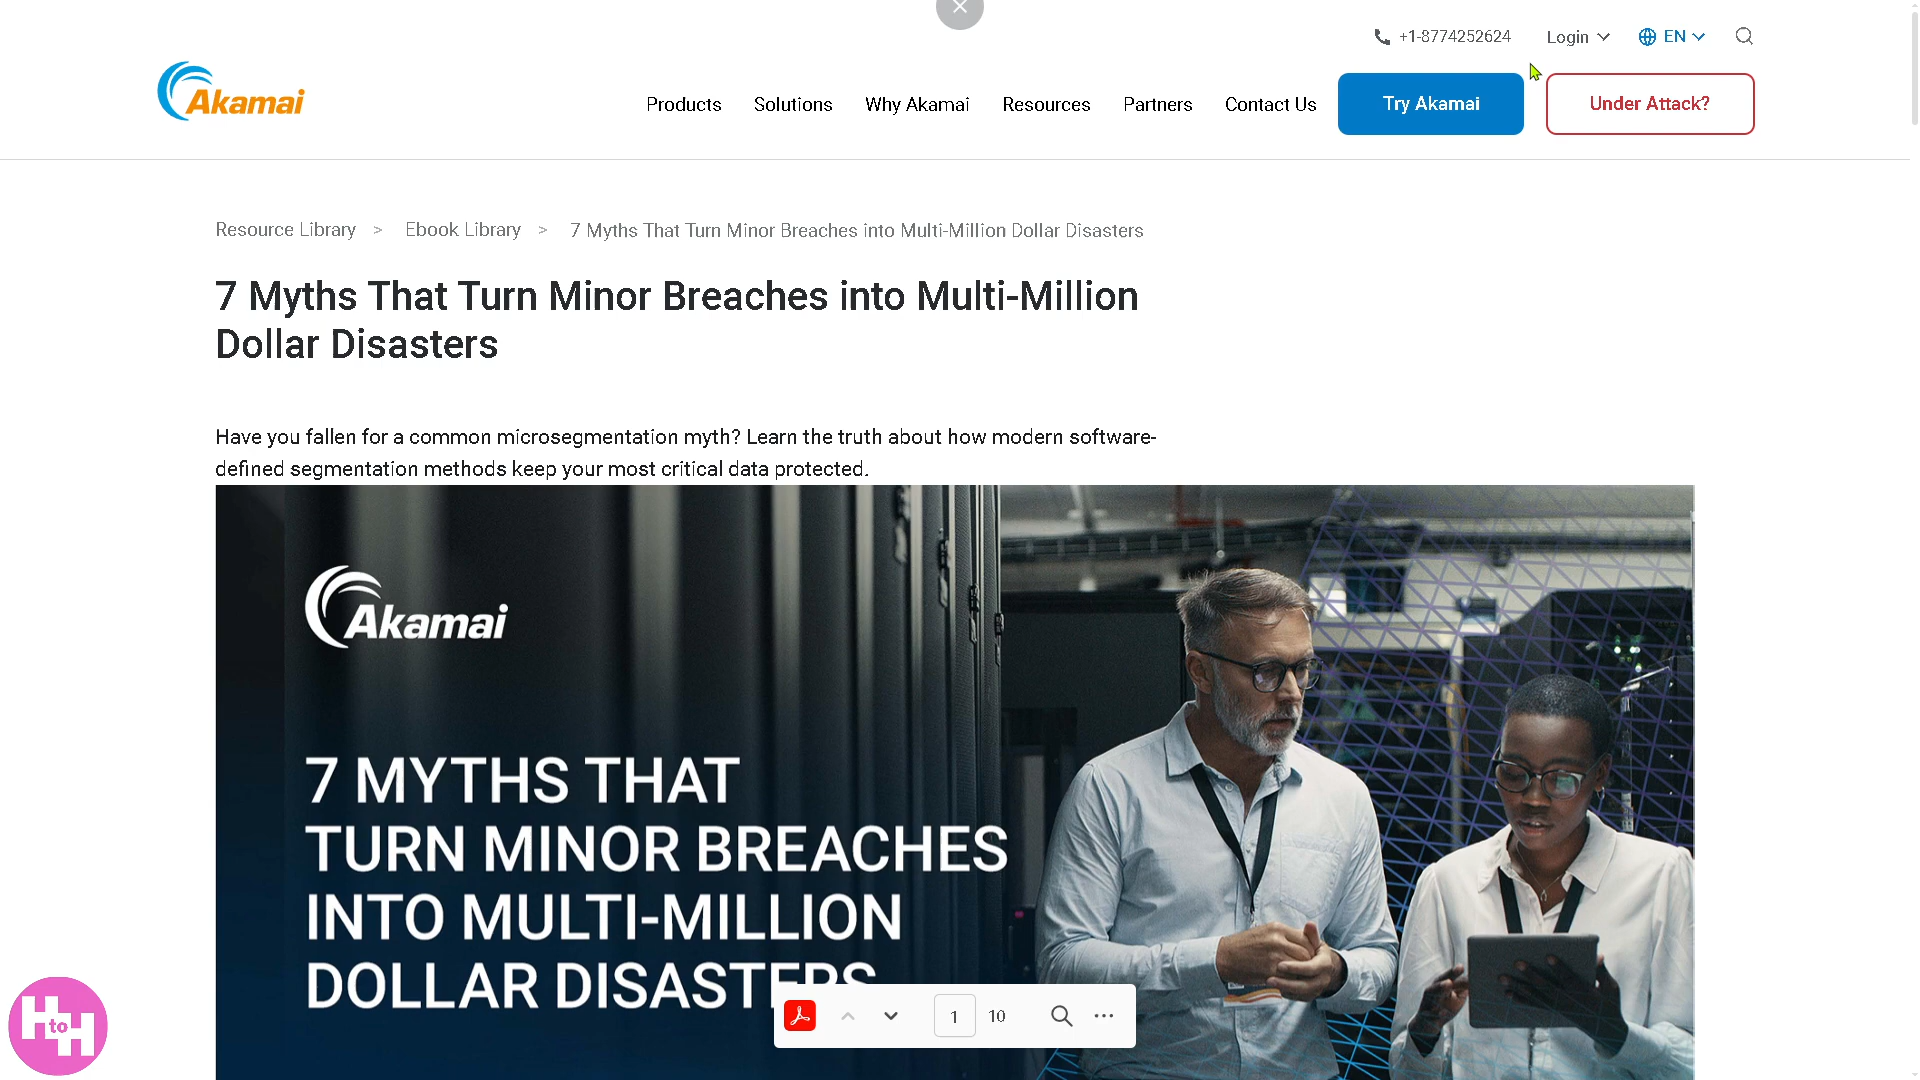 +1-8774252624
Login
EN
Akamai
Products
Solutions
Why Akamai
Resources
Partners
Contact Us
Try Akamai
Under Attack?
Resource Library > Ebook Library > 7 Myths That Turn Minor Breaches into Multi-Million Dollar Disasters
7 Myths That Turn Minor Breaches into Multi-Million
Dollar Disasters
Have you fallen for a common microsegmentation myth? Learn the truth about how modern software-
defined segmentation methods keep your most critical data protected.
Akamai
7 MYTHS THAT
TURN MINOR BREACHES
INTO MULTI-MILLION
DOLLAR DISASTERS
1 10
H to H